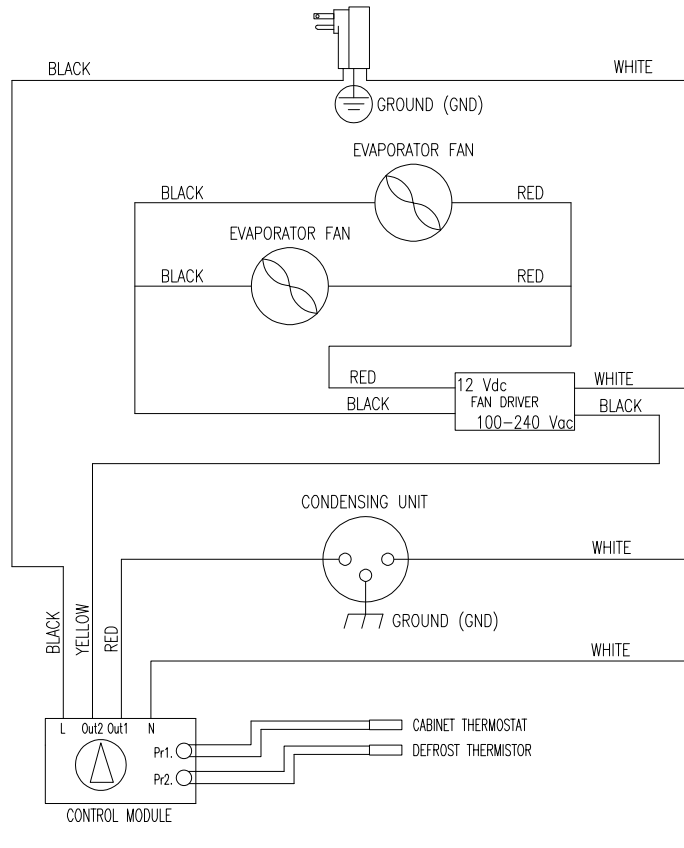 BLACK
WHITE
GROUND (GND)
EVAPORATOR FAN
BLACK
RED
EVAPORATOR FAN
BLACK
RED
RED
12 Vdc
WHITE
BLACK
FAN DRIVER
BLACK
100-240 Vac
CONDENSING UNIT
WHITE
BLACK
YELLOW
RED
GROUND (GND)
WHITE
L
Out2
Out1
N
CABINET THERMOSTAT
Pr1.
DEFROST THERMISTOR
Pr2.
CONTROL MODULE